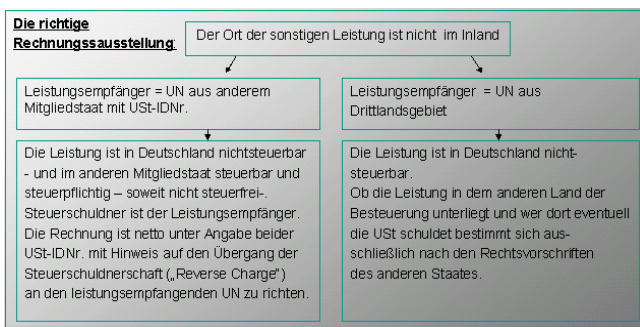 Die richtige
Rechnungssausstellung:
Der Ort der sonstigen Leistung ist nicht im Inland
Leistungsempfänger = UN aus anderem
Mitgliedstaat mit USt-IDNr.
Leistungsempfänger = UN aus
Drittlandsgebiet
Die Leistung ist in Deutschland nichtsteuerbar
- und im anderen Mitgliedstaat steuerbar und
steuerpflichtig – soweit nicht steuerfrei-.
Steuerschuldner ist der Leistungsempfänger.
Die Rechnung ist netto unter Angabe beider
USt-IDNr. mit Hinweis auf den Übergang der
Steuerschuldnerschaft („Reverse Charge")
an den leistungsempfangenden UN zu richten.
Die Leistung ist in Deutschland nicht-
steuerbar.
Ob die Leistung in dem anderen Land der
Besteuerung unterliegt und wer dort eventuell
die USt schuldet bestimmt sich aus-
schließlich nach den Rechtsvorschriften
des anderen Staates.